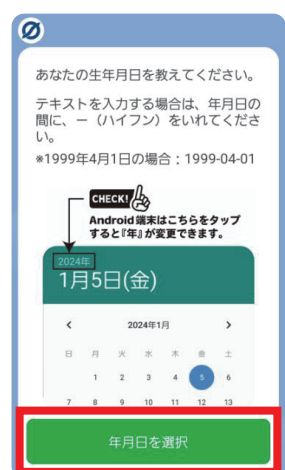 あなたの生年月日を教えてください。
テキストを入力する場合は、年月日の
間に、ー（ハイフン）をいれてくださ
い。
*1999年4月1日の場合：1999-04-01
CHECK!
Android端末はこちらをタップ
すると『年』が変更できます。
2024年
1月5日(金)
< 2024年1月 >
日 月 火 水 木 金 土
1 2 3 4 5 6
7 8 9 10 11 12 13
年月日を選択